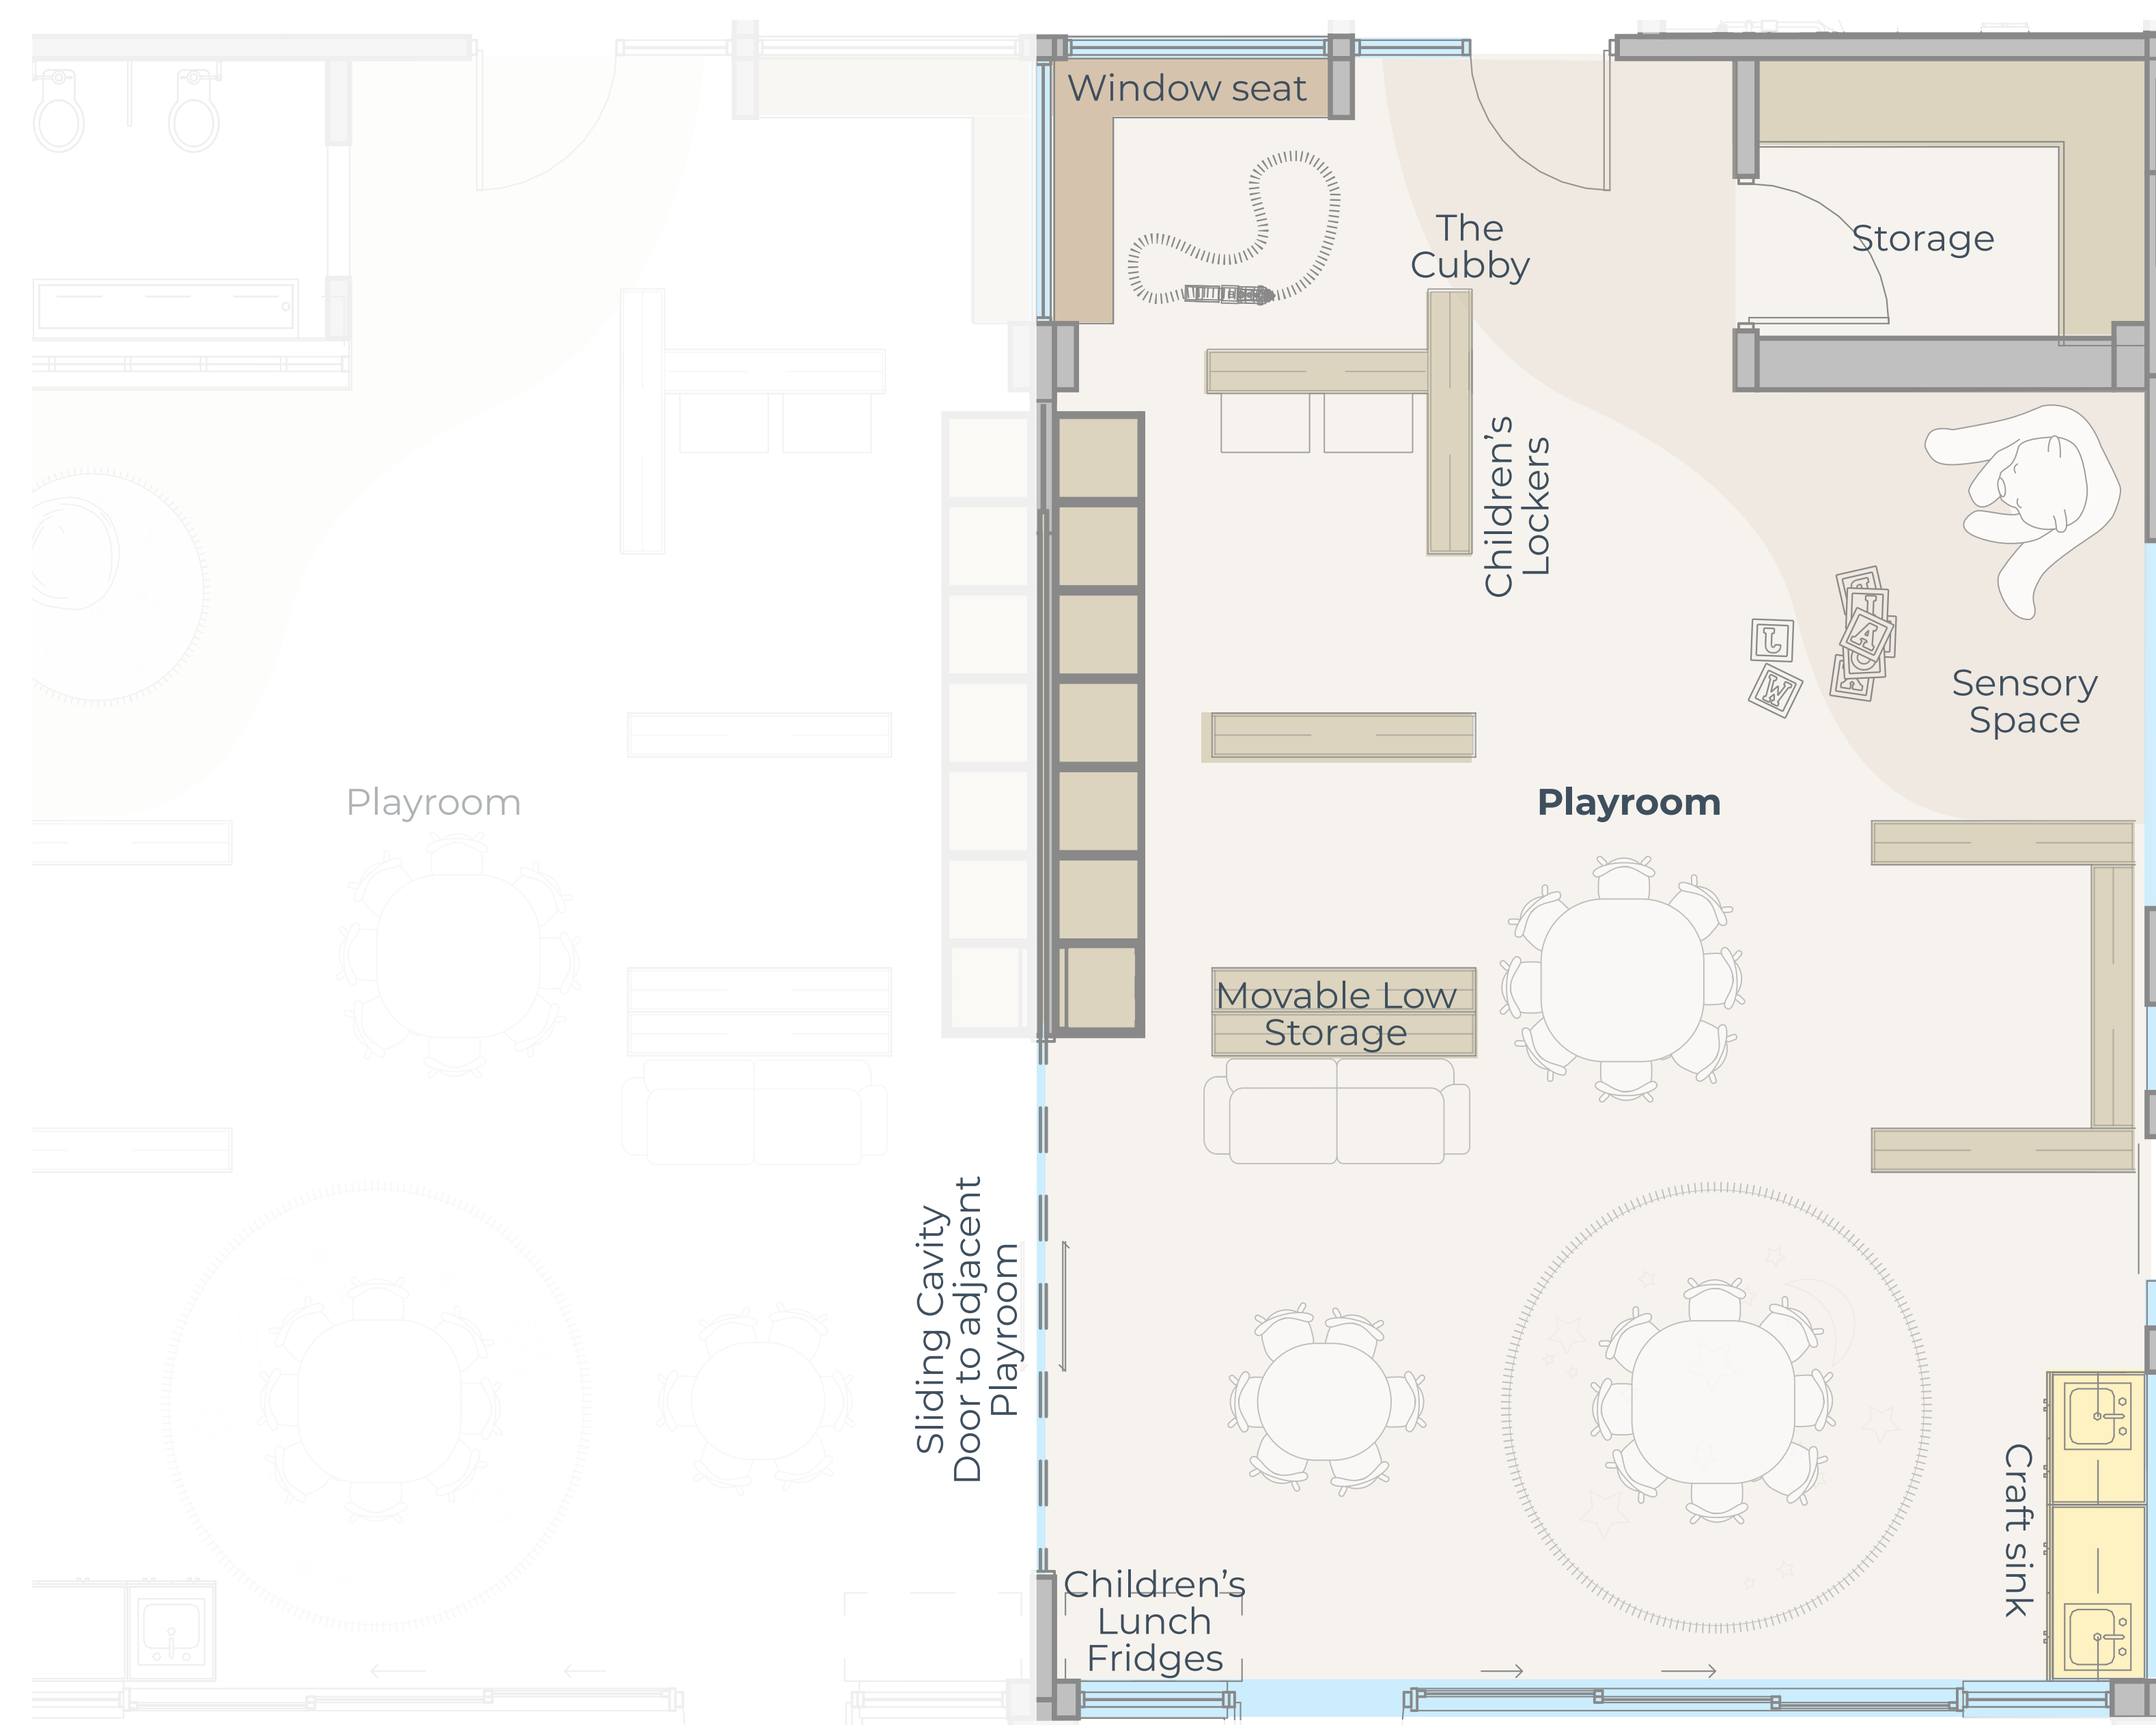 Window seat
The
Cubby
Storage
Children's
Lockers
Sensory
Space
Playroom
Playroom
Movable Low
Storage
Sliding Cavity
Door to adjacent
Playroom
Craft sink
Children's
Lunch
Fridges
J
W
A